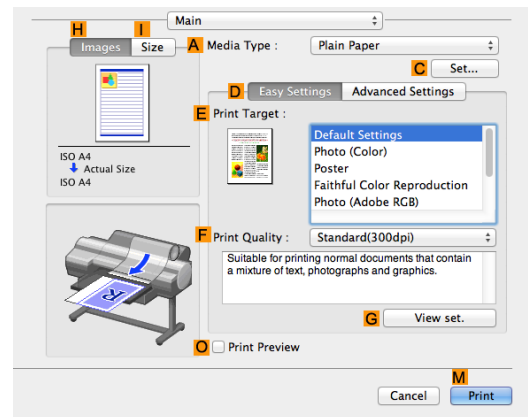 Main
H
I
Images
Size
A
Media Type :
Plain Paper
C
Set...
D
Easy Settings
Advanced Settings
E
Print Target :
Default Settings
Photo (Color)
Poster
Faithful Color Reproduction
Photo (Adobe RGB)
ISO A4
Actual Size
ISO A4
F
Print Quality :
Standard(300dpi)
Suitable for printing normal documents that contain
a mixture of text, photographs and graphics.
R
G
View set.
O
Print Preview
M
Cancel
Print